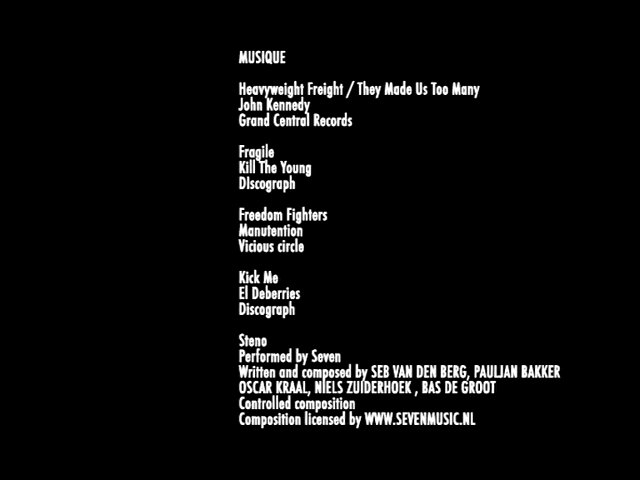 MUSIQUE
Heavyweight Freight / They Made Us Too Many
John Kennedy
Grand Central Records
Fragile
Kill The Young
DIscograph
Freedom Fighters
Manutention
Vicious circle
Kick Me
El Deberries
Discograph
Steno
Performed by Seven
Written and composed by SEB VAN DEN BERG, PAULJAN BAKKER
OSCAR KRAAL, NIELS ZUIDERHOEK , BAS DE GROOT
Controlled composition
Composition licensed by WWW.SEVENMUSIC.NL